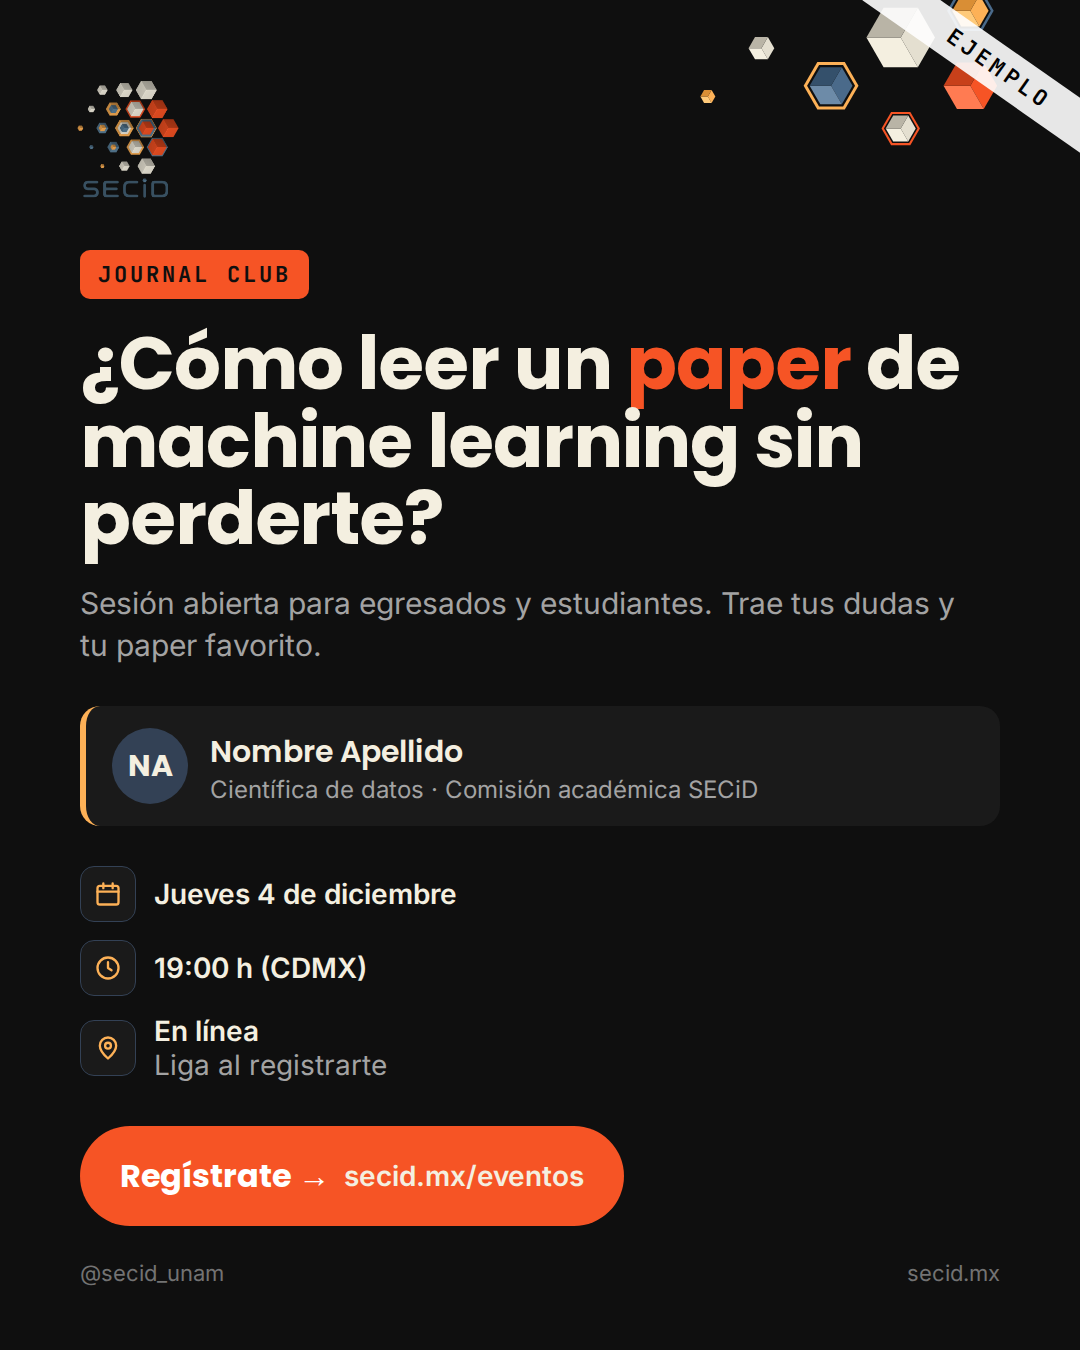 EJEMPLO
SECiD
JOURNAL CLUB
¿Cómo leer un paper de
machine learning sin
perderte?
Sesión abierta para egresados y estudiantes. Trae tus dudas y
tu paper favorito.
NA
Nombre Apellido
Científica de datos · Comisión académica SECiD
Jueves 4 de diciembre
19:00 h (CDMX)
En línea
Liga al registrarte
Regístrate → secid.mx/eventos
@secid_unam
secid.mx